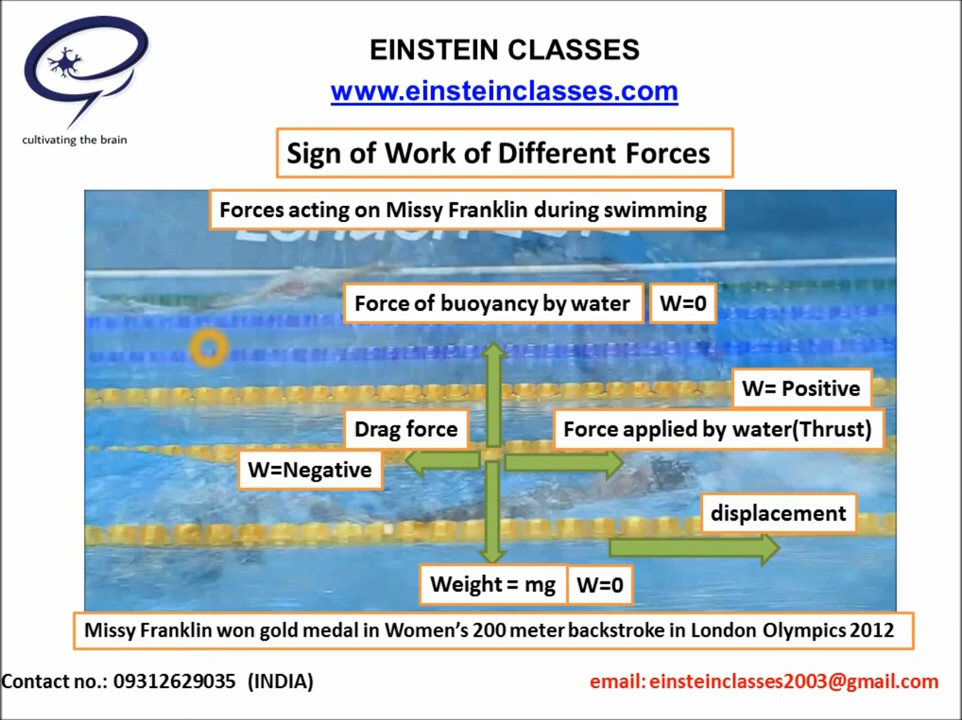 EINSTEIN CLASSES
www.einsteinclasses.com
cultivating the brain
Sign of Work of Different Forces
Forces acting on Missy Franklin during swimming
Force of buoyancy by water W=0
W= Positive
Drag force Force applied by water(Thrust)
W=Negative
displacement
Weight = mg W=0
Missy Franklin won gold medal in Women's 200 meter backstroke in London Olympics 2012
Contact no.: 09312629035 (INDIA) email: einsteinclasses2003@gmail.com